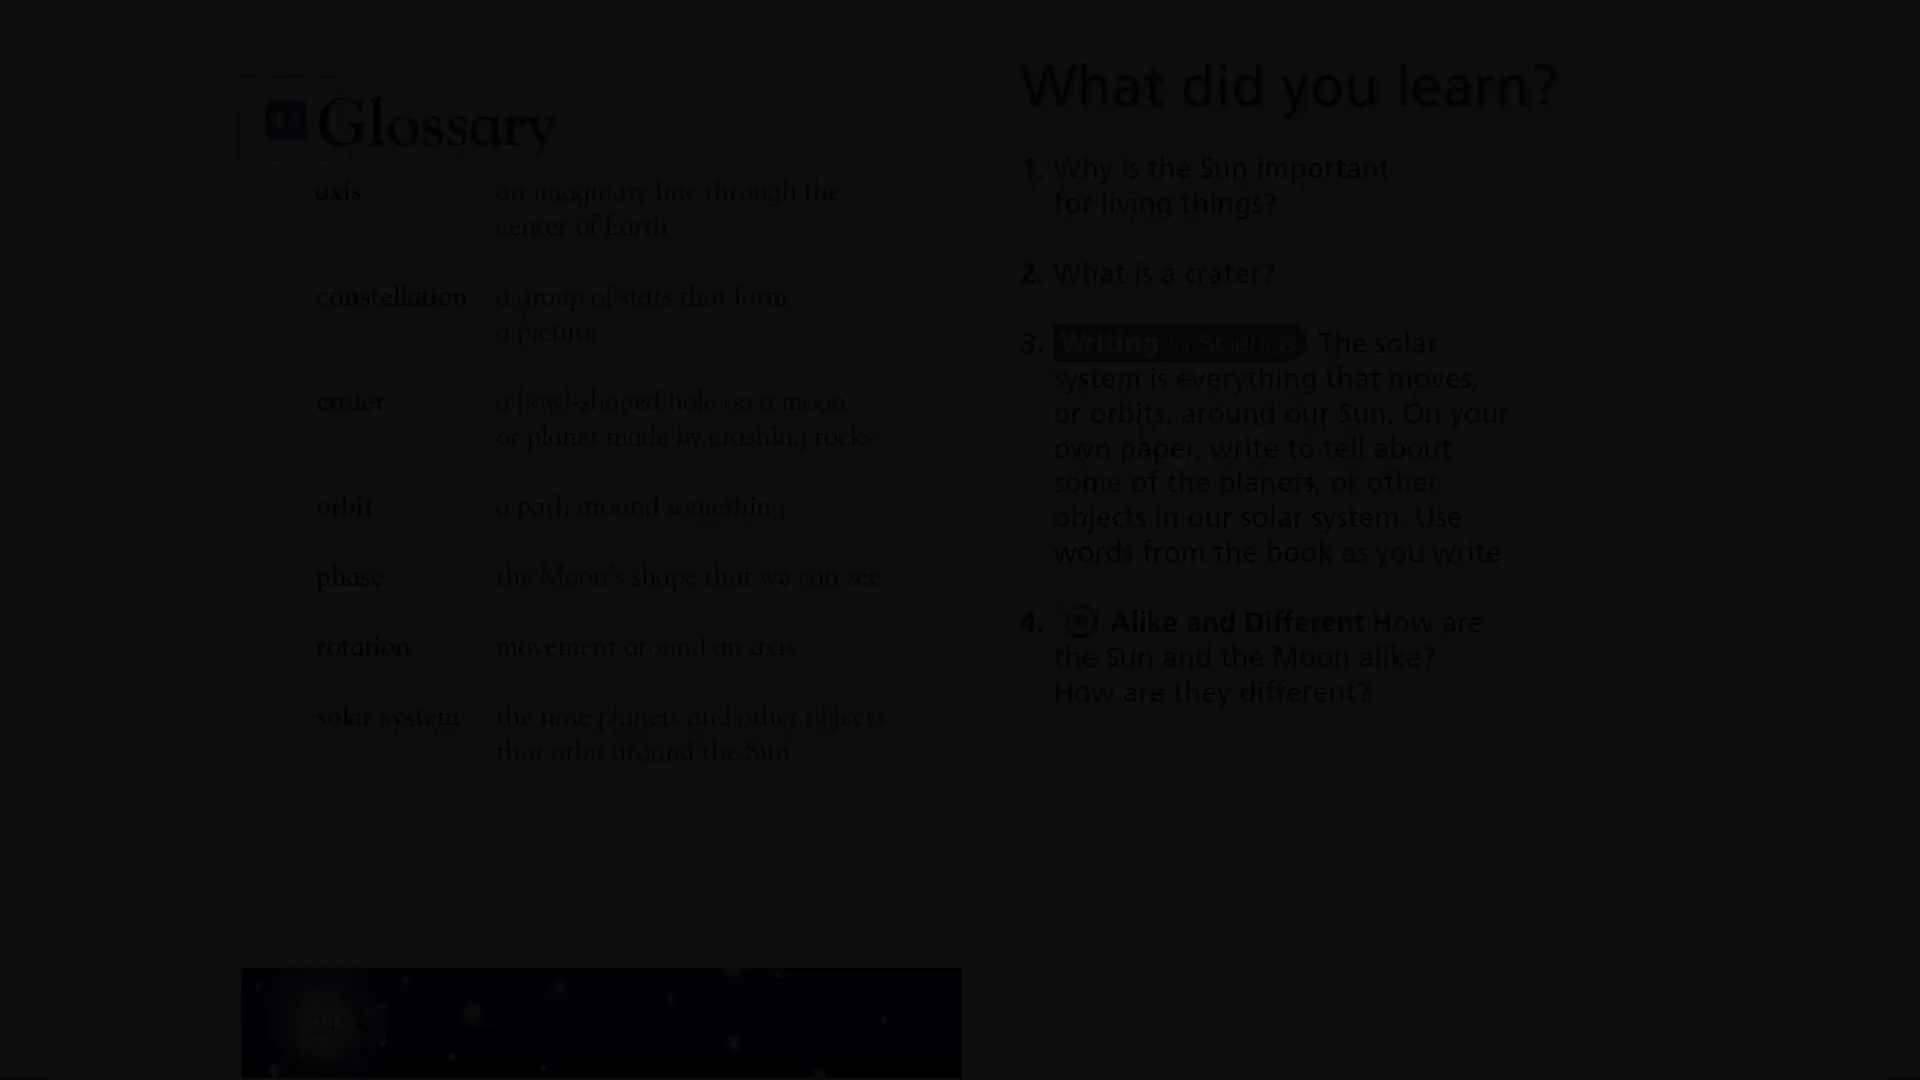 Glossary
axis an imaginary line through the
center of Earth
constellation a group of stars that form
a picture
crater a bowl-shaped hole on a moon
or planet made by crashing rocks
orbit a path around something
phase the Moon's shape that we can see
rotation movement around an axis
solar system the nine planets and other objects
that orbit around the Sun
24
What did you learn?
1. Why is the Sun important
for living things?
2. What is a crater?
3. Writing in Science The solar
system is everything that moves,
or orbits, around our Sun. On your
own paper, write to tell about
some of the planets, or other
objects in our solar system. Use
words from the book as you write.
4. Alike and Different How are
the Sun and the Moon alike?
How are they different?